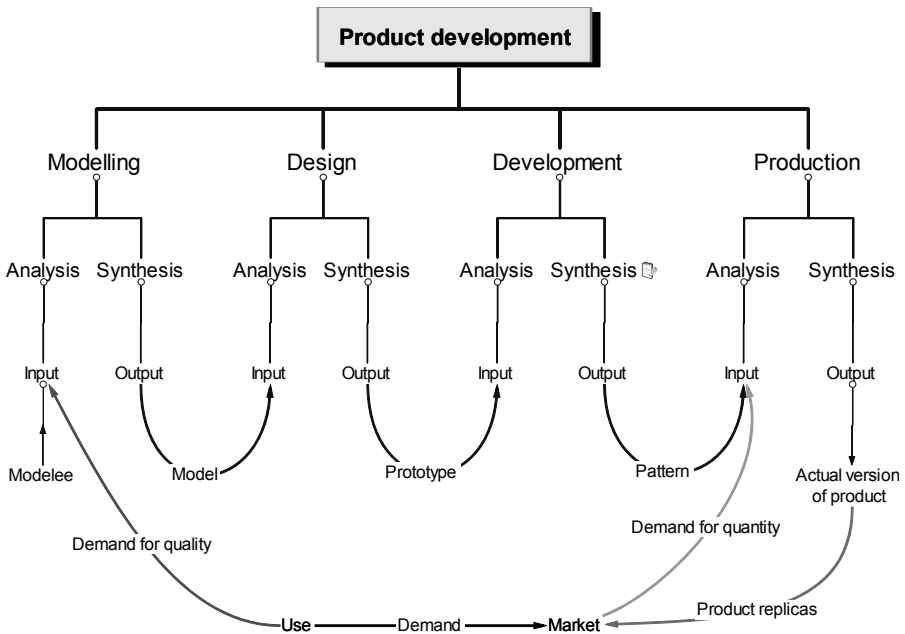 Product development
Modelling Design Development Production
Analysis Synthesis Analysis Synthesis Analysis Synthesis Analysis Synthesis
Input Output Input Output Input Output Input Output
Modelee Model Prototype Pattern Actual version
of product
Demand for quality Demand for quantity
Product replicas
Use Demand Market